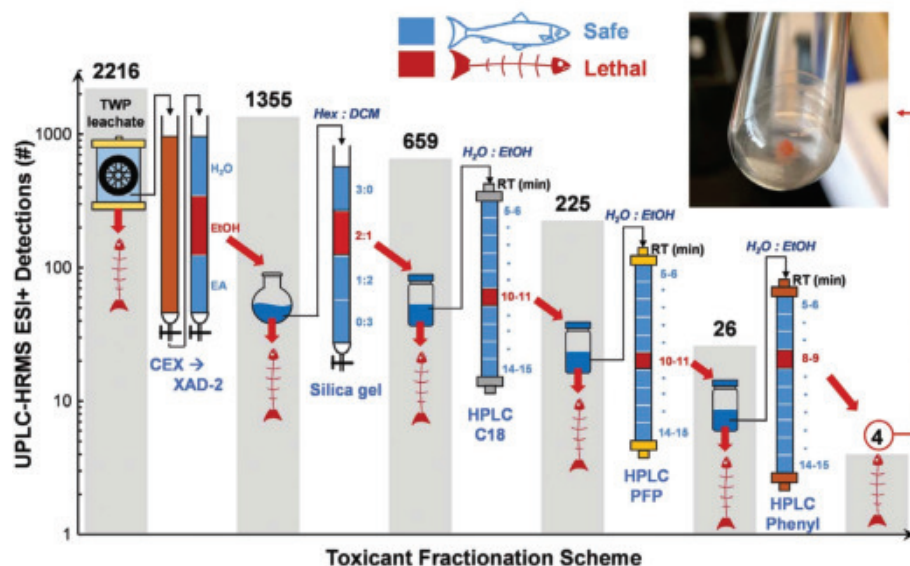 Safe
Lethal
2216
1355
659
225
26
4
TWP
leachate
H₂O
EtOH
EA
CEX →
XAD-2
Hex : DCM
3:0
2:1
1:2
0:3
Silica gel
H₂O : EtOH
RT (min)
5-6
10-11
14-15
HPLC
C18
H₂O : EtOH
RT (min)
5-6
10-11
14-15
HPLC
PFP
H₂O : EtOH
RT (min)
5-6
8-9
14-15
HPLC
Phenyl
UPLC-HRMS ESI+ Detections (#)
1000
100
10
1
Toxicant Fractionation Scheme